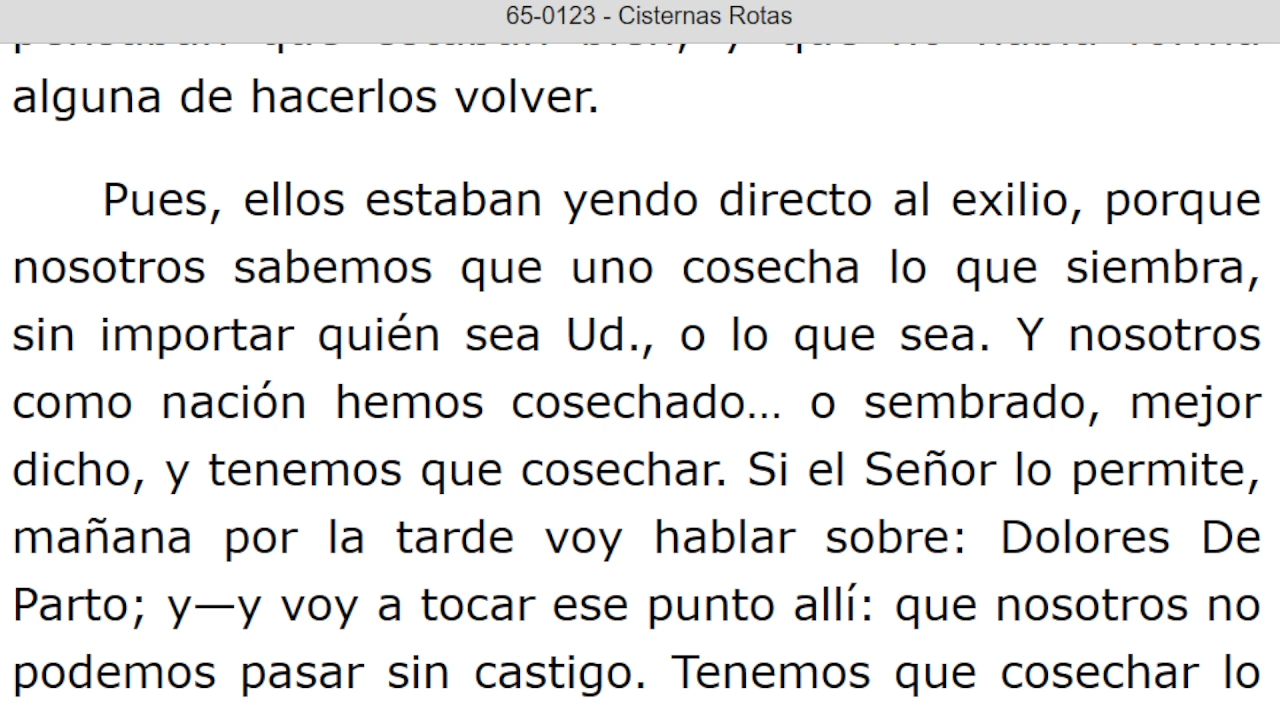 65-0123 - Cisternas Rotas
alguna de hacerlos volver.
Pues, ellos estaban yendo directo al exilio, porque
nosotros sabemos que uno cosecha lo que siembra,
sin importar quién sea Ud., o lo que sea. Y nosotros
como nación hemos cosechado... o sembrado, mejor
dicho, y tenemos que cosechar. Si el Señor lo permite,
mañana por la tarde voy hablar sobre: Dolores De
Parto; y—y voy a tocar ese punto allí: que nosotros no
podemos pasar sin castigo. Tenemos que cosechar lo